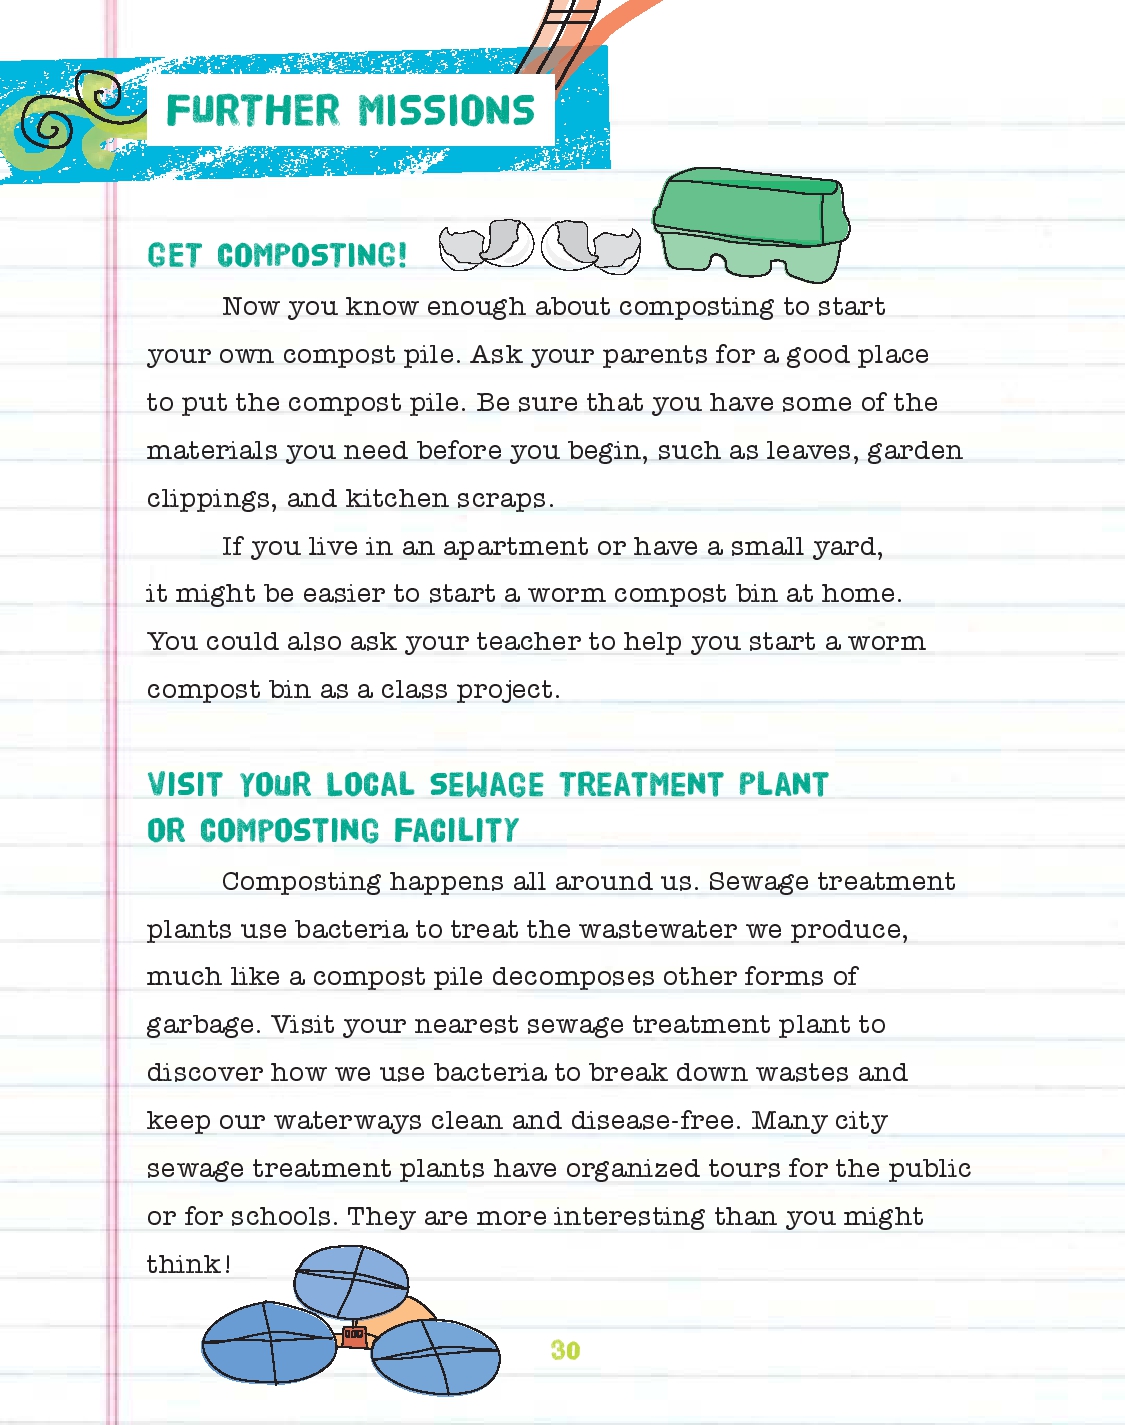 FURTHER MISSIONS
GET COMPOSTING!
Now you know enough about composting to start
your own compost pile. Ask your parents for a good place
to put the compost pile. Be sure that you have some of the
materials you need before you begin, such as leaves, garden
clippings, and kitchen scraps.
If you live in an apartment or have a small yard,
it might be easier to start a worm compost bin at home.
You could also ask your teacher to help you start a worm
compost bin as a class project.
VISIT YOUR LOCAL SEWAGE TREATMENT PLANT
OR COMPOSTING FACILITY
Composting happens all around us. Sewage treatment
plants use bacteria to treat the wastewater we produce,
much like a compost pile decomposes other forms of
garbage. Visit your nearest sewage treatment plant to
discover how we use bacteria to break down wastes and
keep our waterways clean and disease-free. Many city
sewage treatment plants have organized tours for the public
or for schools. They are more interesting than you might
think!
30